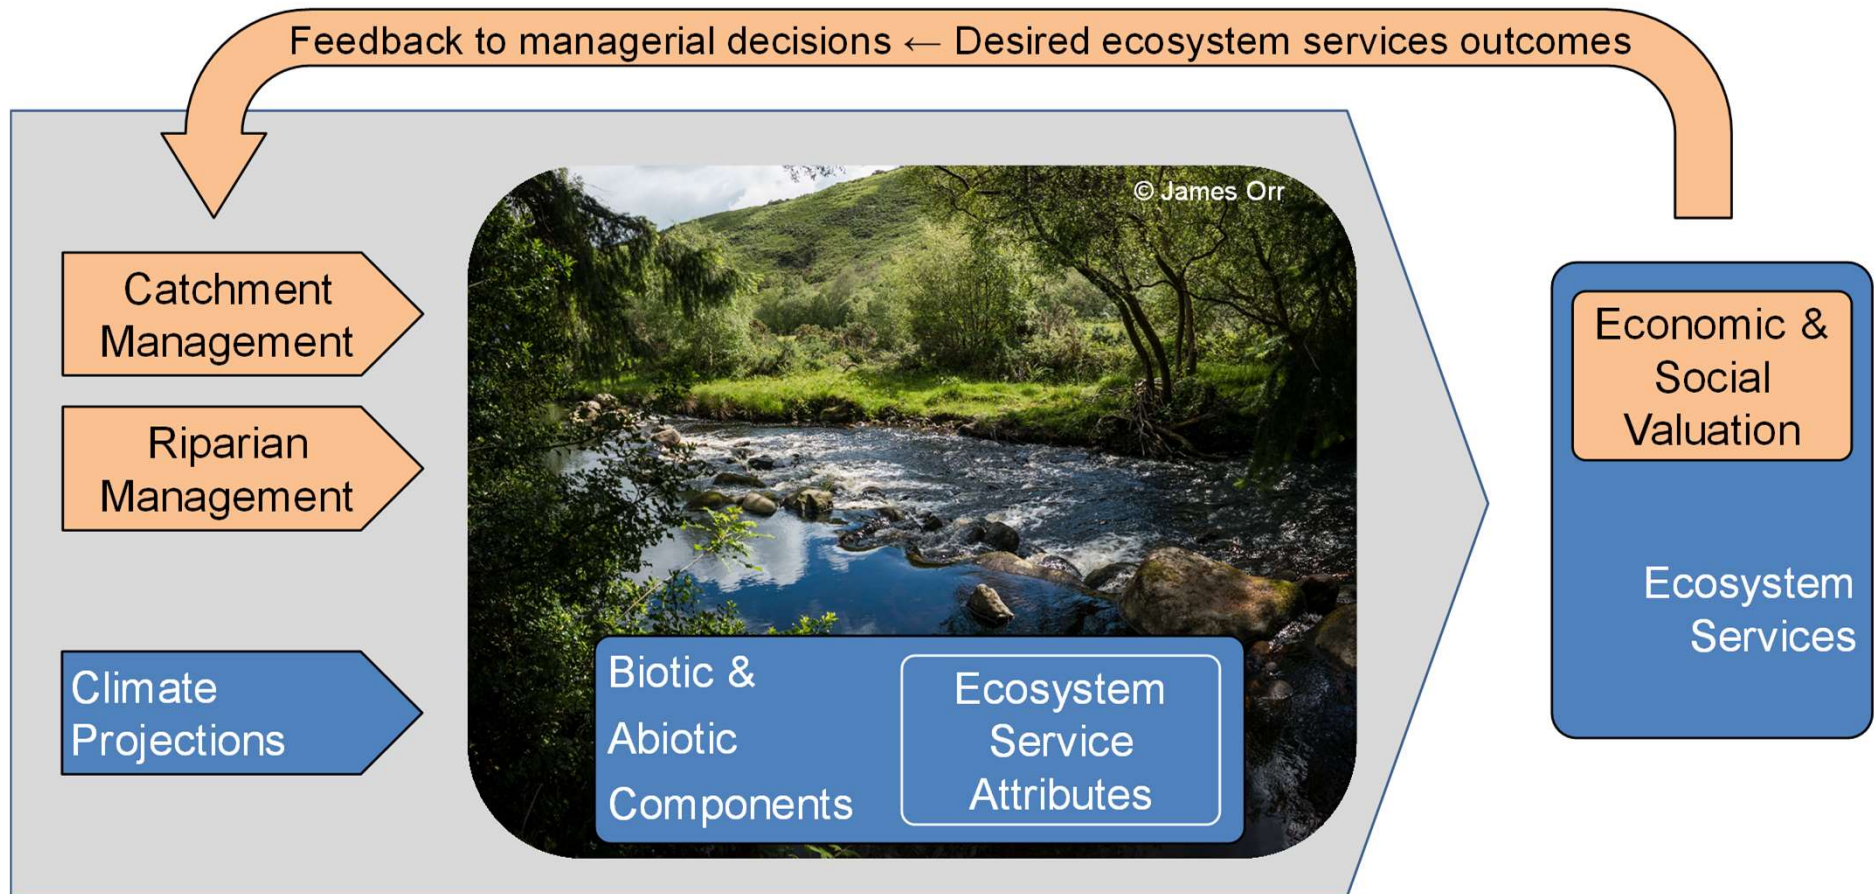 Feedback to managerial decisions ← Desired ecosystem services outcomes
© James Orr
Catchment
Management
Riparian
Management
Climate
Projections
Biotic &
Abiotic
Components
Ecosystem
Service
Attributes
Economic &
Social
Valuation
Ecosystem
Services